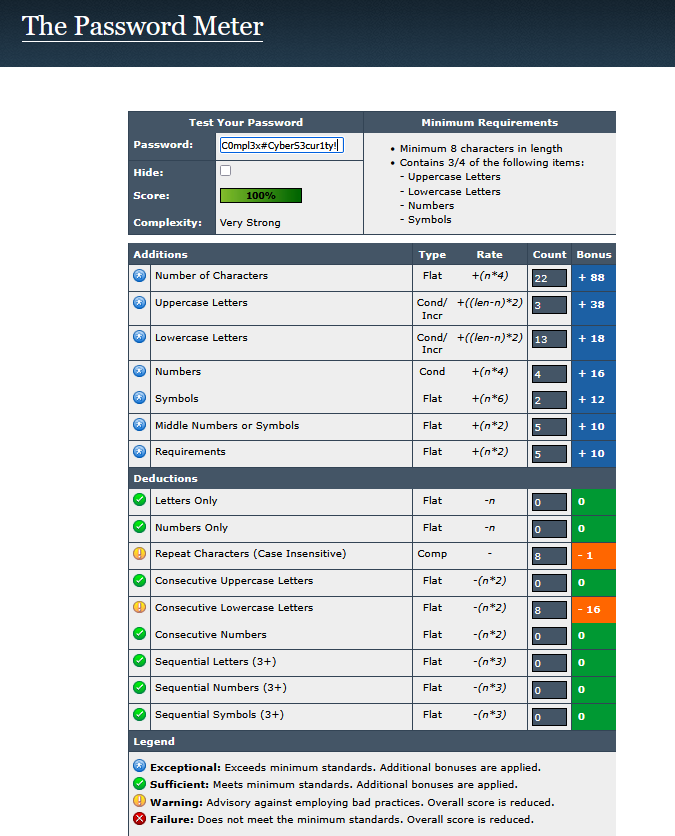 The Password Meter
Test Your Password
Minimum Requirements
Password: C0mpl3x#CyberS3cur1ty!
Hide:
Score: 100%
Complexity: Very Strong
• Minimum 8 characters in length
• Contains 3/4 of the following items:
- Uppercase Letters
- Lowercase Letters
- Numbers
- Symbols
Additions Type Rate Count Bonus
Number of Characters Flat +(n*4) 22 + 88
Uppercase Letters Cond/Incr +((len-n)*2) 3 + 38
Lowercase Letters Cond/Incr +((len-n)*2) 13 + 18
Numbers Cond +(n*4) 4 + 16
Symbols Flat +(n*6) 2 + 12
Middle Numbers or Symbols Flat +(n*2) 5 + 10
Requirements Flat +(n*2) 5 + 10
Deductions
Letters Only Flat -n 0 0
Numbers Only Flat -n 0 0
Repeat Characters (Case Insensitive) Comp - 8 - 1
Consecutive Uppercase Letters Flat -(n*2) 0 0
Consecutive Lowercase Letters Flat -(n*2) 8 - 16
Consecutive Numbers Flat -(n*2) 0 0
Sequential Letters (3+) Flat -(n*3) 0 0
Sequential Numbers (3+) Flat -(n*3) 0 0
Sequential Symbols (3+) Flat -(n*3) 0 0
Legend
Exceptional: Exceeds minimum standards. Additional bonuses are applied.
Sufficient: Meets minimum standards. Additional bonuses are applied.
Warning: Advisory against employing bad practices. Overall score is reduced.
Failure: Does not meet the minimum standards. Overall score is reduced.